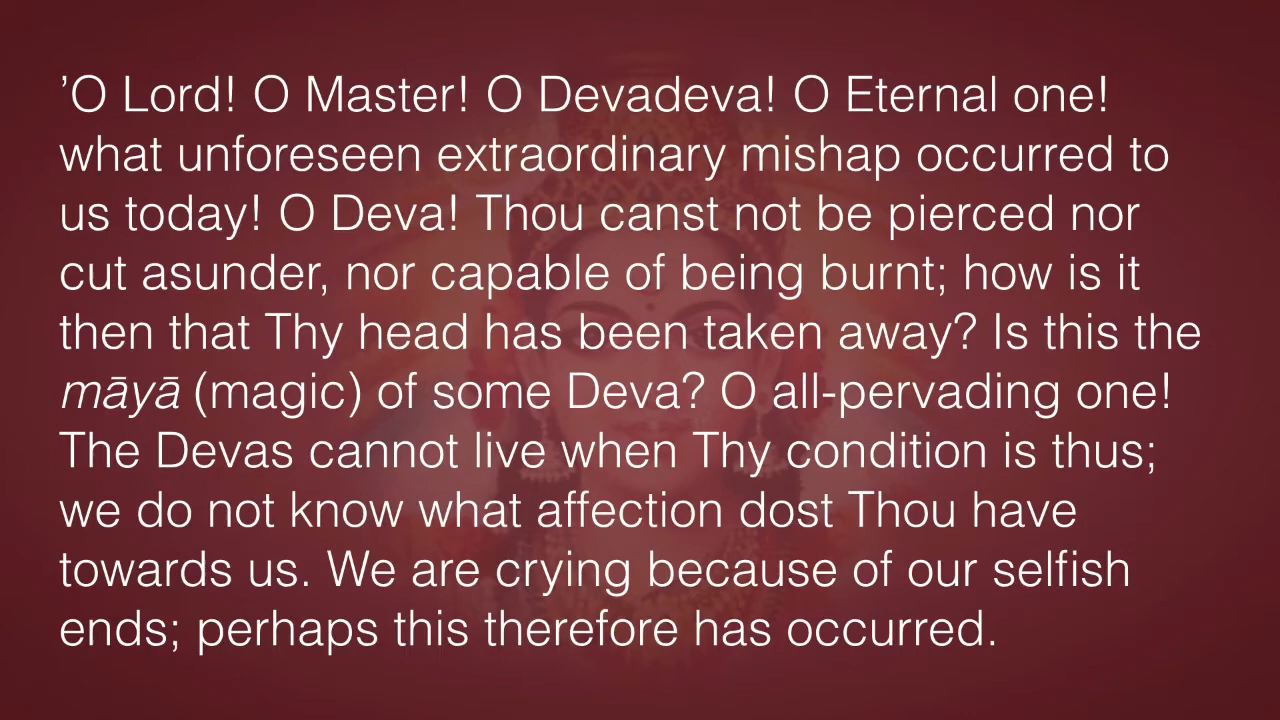 ’O Lord! O Master! O Devadeva! O Eternal one!
what unforeseen extraordinary mishap occurred to
us today! O Deva! Thou canst not be pierced nor
cut asunder, nor capable of being burnt; how is it
then that Thy head has been taken away? Is this the
māyā (magic) of some Deva? O all-pervading one!
The Devas cannot live when Thy condition is thus;
we do not know what affection dost Thou have
towards us. We are crying because of our selfish
ends; perhaps this therefore has occurred.